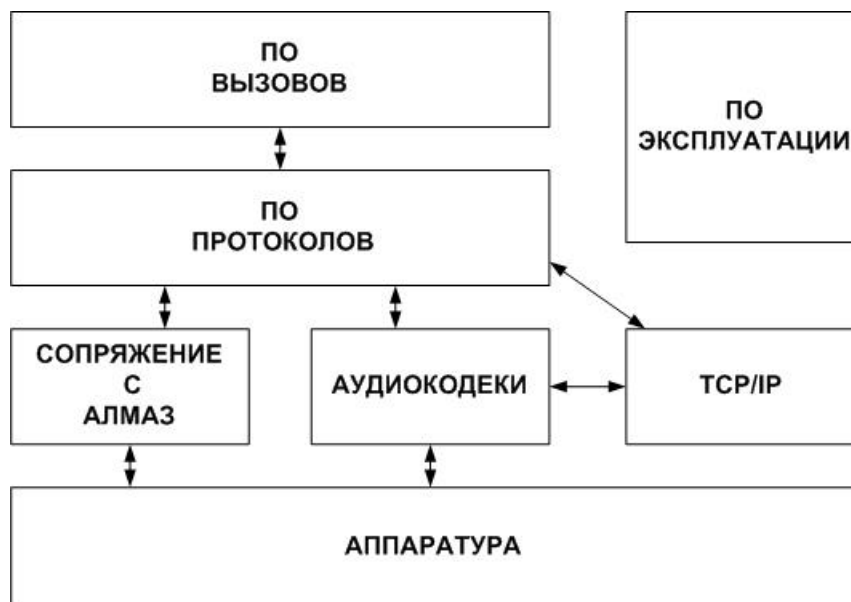 ПО
ВЫЗОВОВ
ПО
ЭКСПЛУАТАЦИИ
ПО
ПРОТОКОЛОВ
СОПРЯЖЕНИЕ
С
АЛМАЗ
АУДИОКОДЕКИ
TCP/IP
АППАРАТУРА